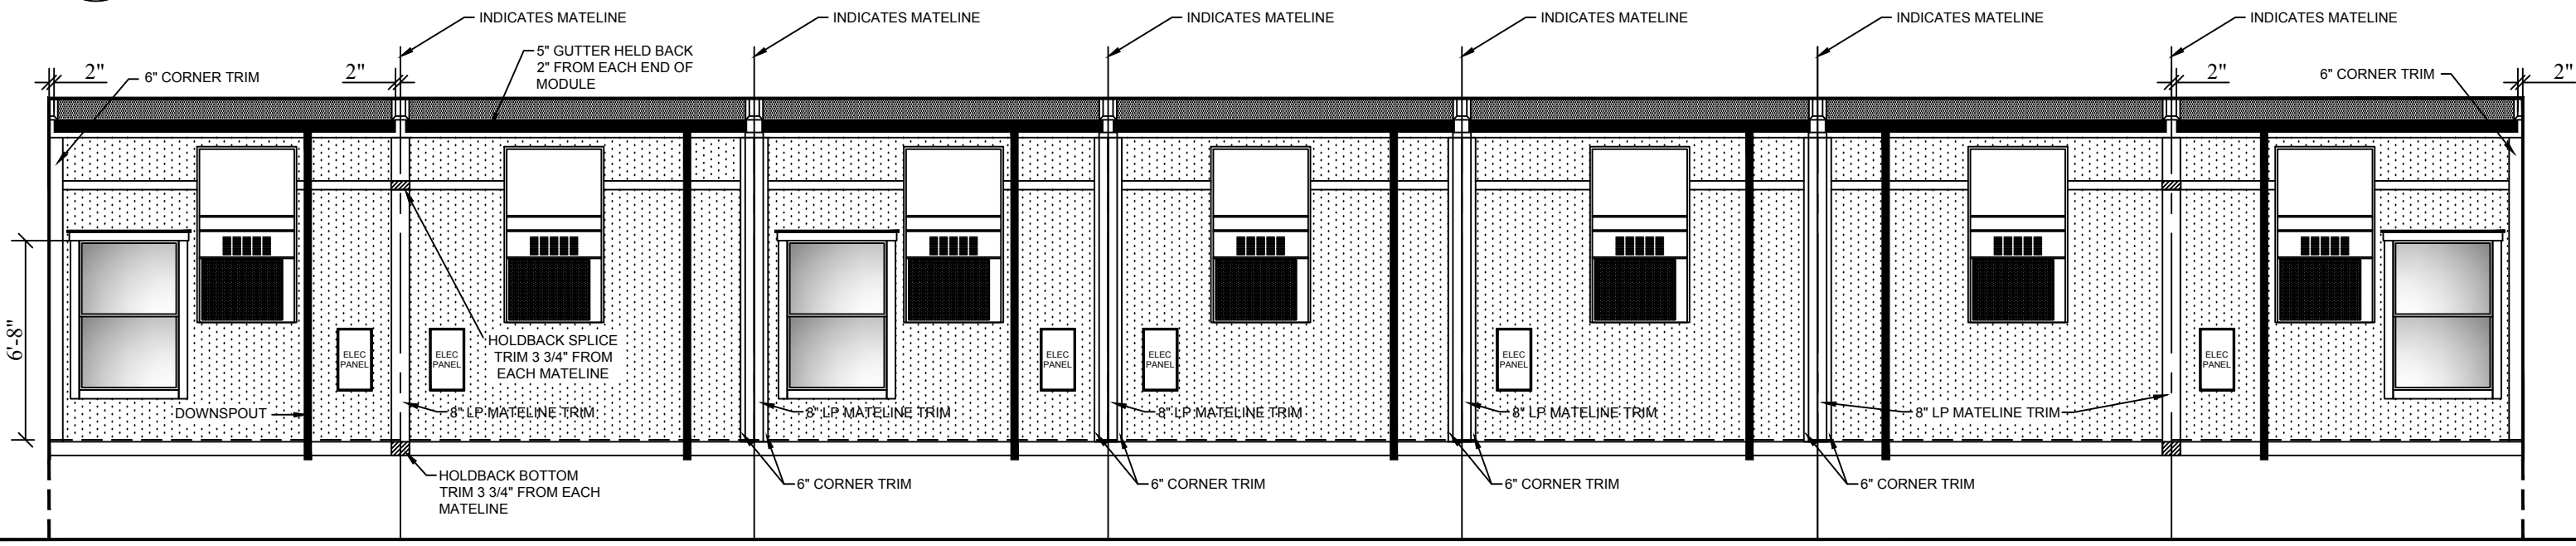 INDICATES MATELINE
INDICATES MATELINE
INDICATES MATELINE
INDICATES MATELINE
INDICATES MATELINE
INDICATES MATELINE
5" GUTTER HELD BACK
2" FROM EACH END OF
MODULE
2"
6" CORNER TRIM
2"
2"
6" CORNER TRIM
2"
6'-8"
HOLDBACK SPLICE
TRIM 3 3/4" FROM
EACH MATELINE
ELEC
PANEL
ELEC
PANEL
ELEC
PANEL
ELEC
PANEL
ELEC
PANEL
ELEC
PANEL
DOWNSPOUT
8" LP MATELINE TRIM
8" LP MATELINE TRIM
8" LP MATELINE TRIM
8" LP MATELINE TRIM
8" LP MATELINE TRIM
HOLDBACK BOTTOM
TRIM 3 3/4" FROM EACH
MATELINE
6" CORNER TRIM
6" CORNER TRIM
6" CORNER TRIM
6" CORNER TRIM